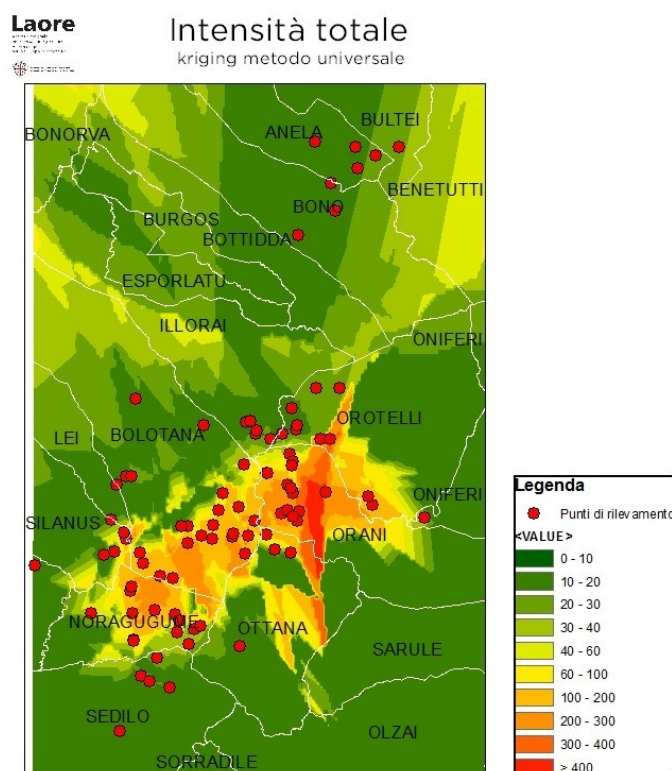 Laore
Intensità totale
kriging metodo universale
BONORVA
ANELA
BULTEI
BENETUTTI
BURGOS
BONO
BOTTIDDA
ESPORLATU
ILLORAI
ONIFERI
OROTELLI
LEI
BOLOTANA
ONIFERI
SILANUS
ORANI
NORAGUGUME
OTTANA
SARULE
SEDILO
OLZAI
SORRADILE
Legenda
Punti di rilevamento
<VALUE>
0 - 10
10 - 20
20 - 30
30 - 40
40 - 60
60 - 100
100 - 200
200 - 300
300 - 400
> 400